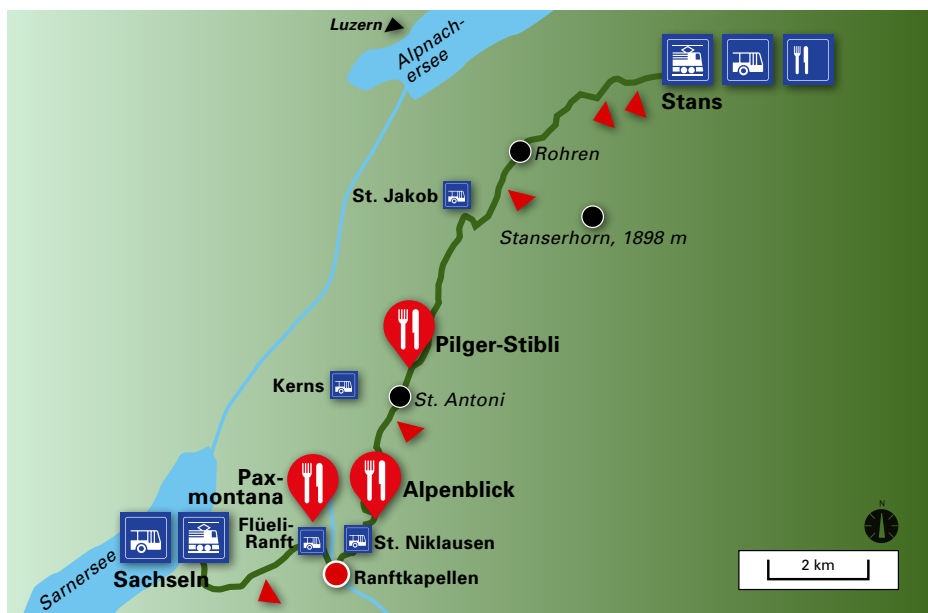 Luzern
Alpnach-
ersee
Stans
Rohren
St. Jakob
Stanserhorn, 1898 m
Pilger-Stibli
Kerns
St. Antoni
Pax-
montana
Alpenblick
Flüeli-
Ranft
St. Niklausen
Sarnersee
Sachseln
Ranftkapellen
N
2 km